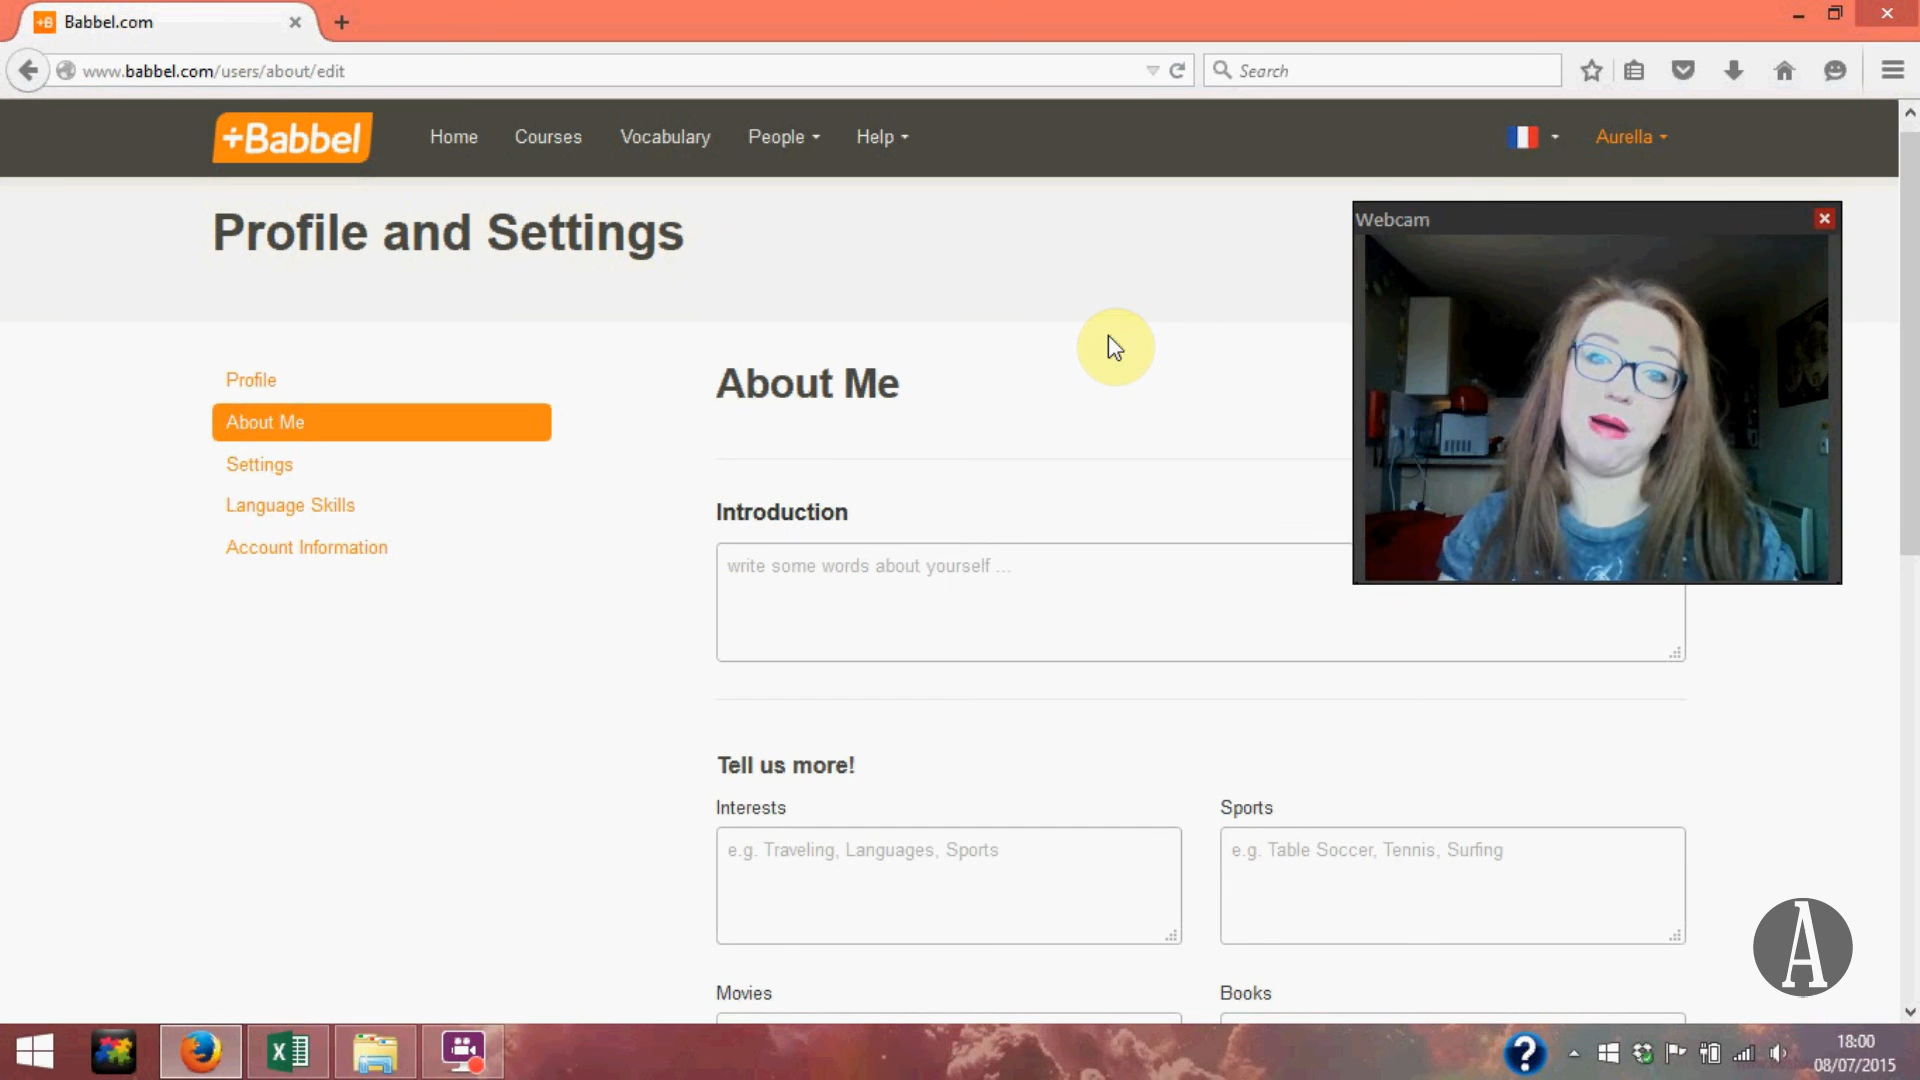 Babbel.com
www.babbel.com/users/about/edit
Search
+Babbel
Home
Courses
Vocabulary
People
Help
Aurella
Profile and Settings
Webcam
Profile
About Me
Settings
Language Skills
Account Information
About Me
Introduction
write some words about yourself ...
Tell us more!
Interests
Sports
e.g. Traveling, Languages, Sports
e.g. Table Soccer, Tennis, Surfing
A
Movies
Books
18:00
08/07/2015